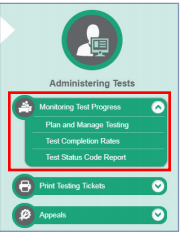 Administering Tests
Monitoring Test Progress
Plan and Manage Testing
Test Completion Rates
Test Status Code Report
Print Testing Tickets
Appeals